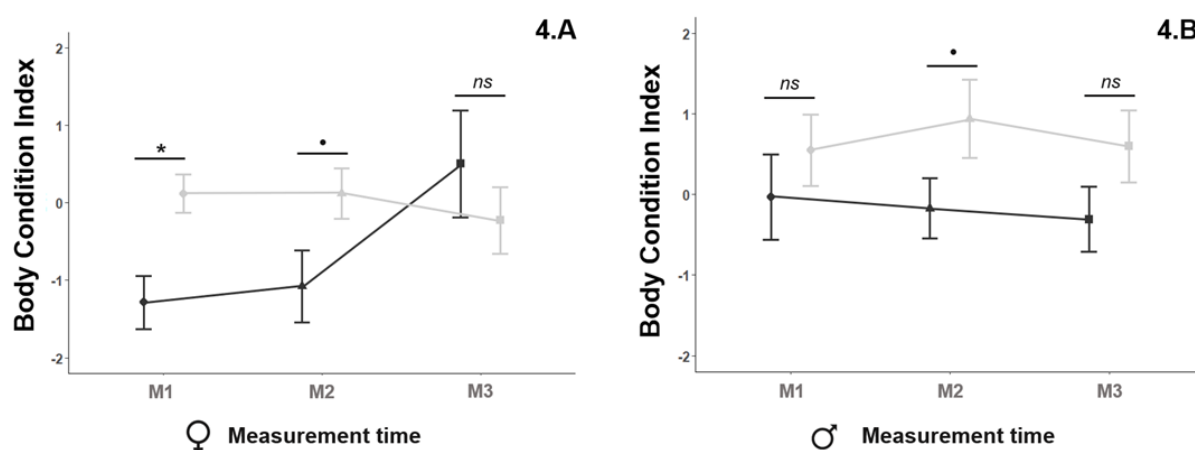 4.A
Body Condition Index
2
1
0
-1
-2
*
•
ns
M1 M2 M3
♀ Measurement time
4.B
Body Condition Index
2
1
0
-1
-2
ns
•
ns
M1 M2 M3
♂ Measurement time